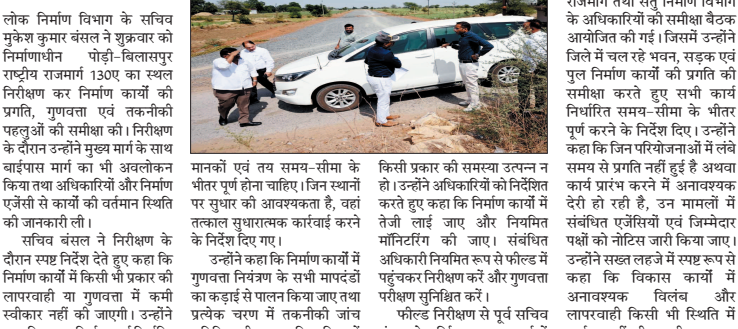 लोक निर्माण विभाग के सचिव
मुकेश कुमार बंसल ने शुक्रवार को
निर्माणाधीन पोड़ी-बिलासपुर
राष्ट्रीय राजमार्ग 130ए का स्थल
निरीक्षण कर निर्माण कार्यों की
प्रगति, गुणवत्ता एवं तकनीकी
पहलुओं की समीक्षा की। निरीक्षण
के दौरान उन्होंने मुख्य मार्ग के साथ
बाईपास मार्ग का भी अवलोकन
किया तथा अधिकारियों और निर्माण
एजेंसी से कार्यों की वर्तमान स्थिति
की जानकारी ली।
सचिव बंसल ने निरीक्षण के
दौरान स्पष्ट निर्देश देते हुए कहा कि
निर्माण कार्यों में किसी भी प्रकार की
लापरवाही या गुणवत्ता में कमी
स्वीकार नहीं की जाएगी। उन्होंने
मानकों एवं तय समय-सीमा के
भीतर पूर्ण होना चाहिए। जिन स्थानों
पर सुधार की आवश्यकता है, वहां
तत्काल सुधारात्मक कार्रवाई करने
के निर्देश दिए गए।
उन्होंने कहा कि निर्माण कार्यों में
गुणवत्ता नियंत्रण के सभी मापदंडों
का कड़ाई से पालन किया जाए तथा
प्रत्येक चरण में तकनीकी जांच
किसी प्रकार की समस्या उत्पन्न न
हो। उन्होंने अधिकारियों को निर्देशित
करते हुए कहा कि निर्माण कार्यों में
तेजी लाई जाए और नियमित
मॉनिटरिंग की जाए। संबंधित
अधिकारी नियमित रूप से फील्ड में
पहुंचकर निरीक्षण करें और गुणवत्ता
परीक्षण सुनिश्चित करें।
फील्ड निरीक्षण से पूर्व सचिव
राजमार्ग तथा सेतु निर्माण विभाग
के अधिकारियों की समीक्षा बैठक
आयोजित की गई। जिसमें उन्होंने
जिले में चल रहे भवन, सड़क एवं
पुल निर्माण कार्यों की प्रगति की
समीक्षा करते हुए सभी कार्य
निर्धारित समय-सीमा के भीतर
पूर्ण करने के निर्देश दिए। उन्होंने
कहा कि जिन परियोजनाओं में लंबे
समय से प्रगति नहीं हुई है अथवा
कार्य प्रारंभ करने में अनावश्यक
देरी हो रही है, उन मामलों में
संबंधित एजेंसियों एवं जिम्मेदार
पक्षों को नोटिस जारी किया जाए।
उन्होंने सख्त लहजे में स्पष्ट रूप से
कहा कि विकास कार्यों में
अनावश्यक विलंब और
लापरवाही किसी भी स्थिति में